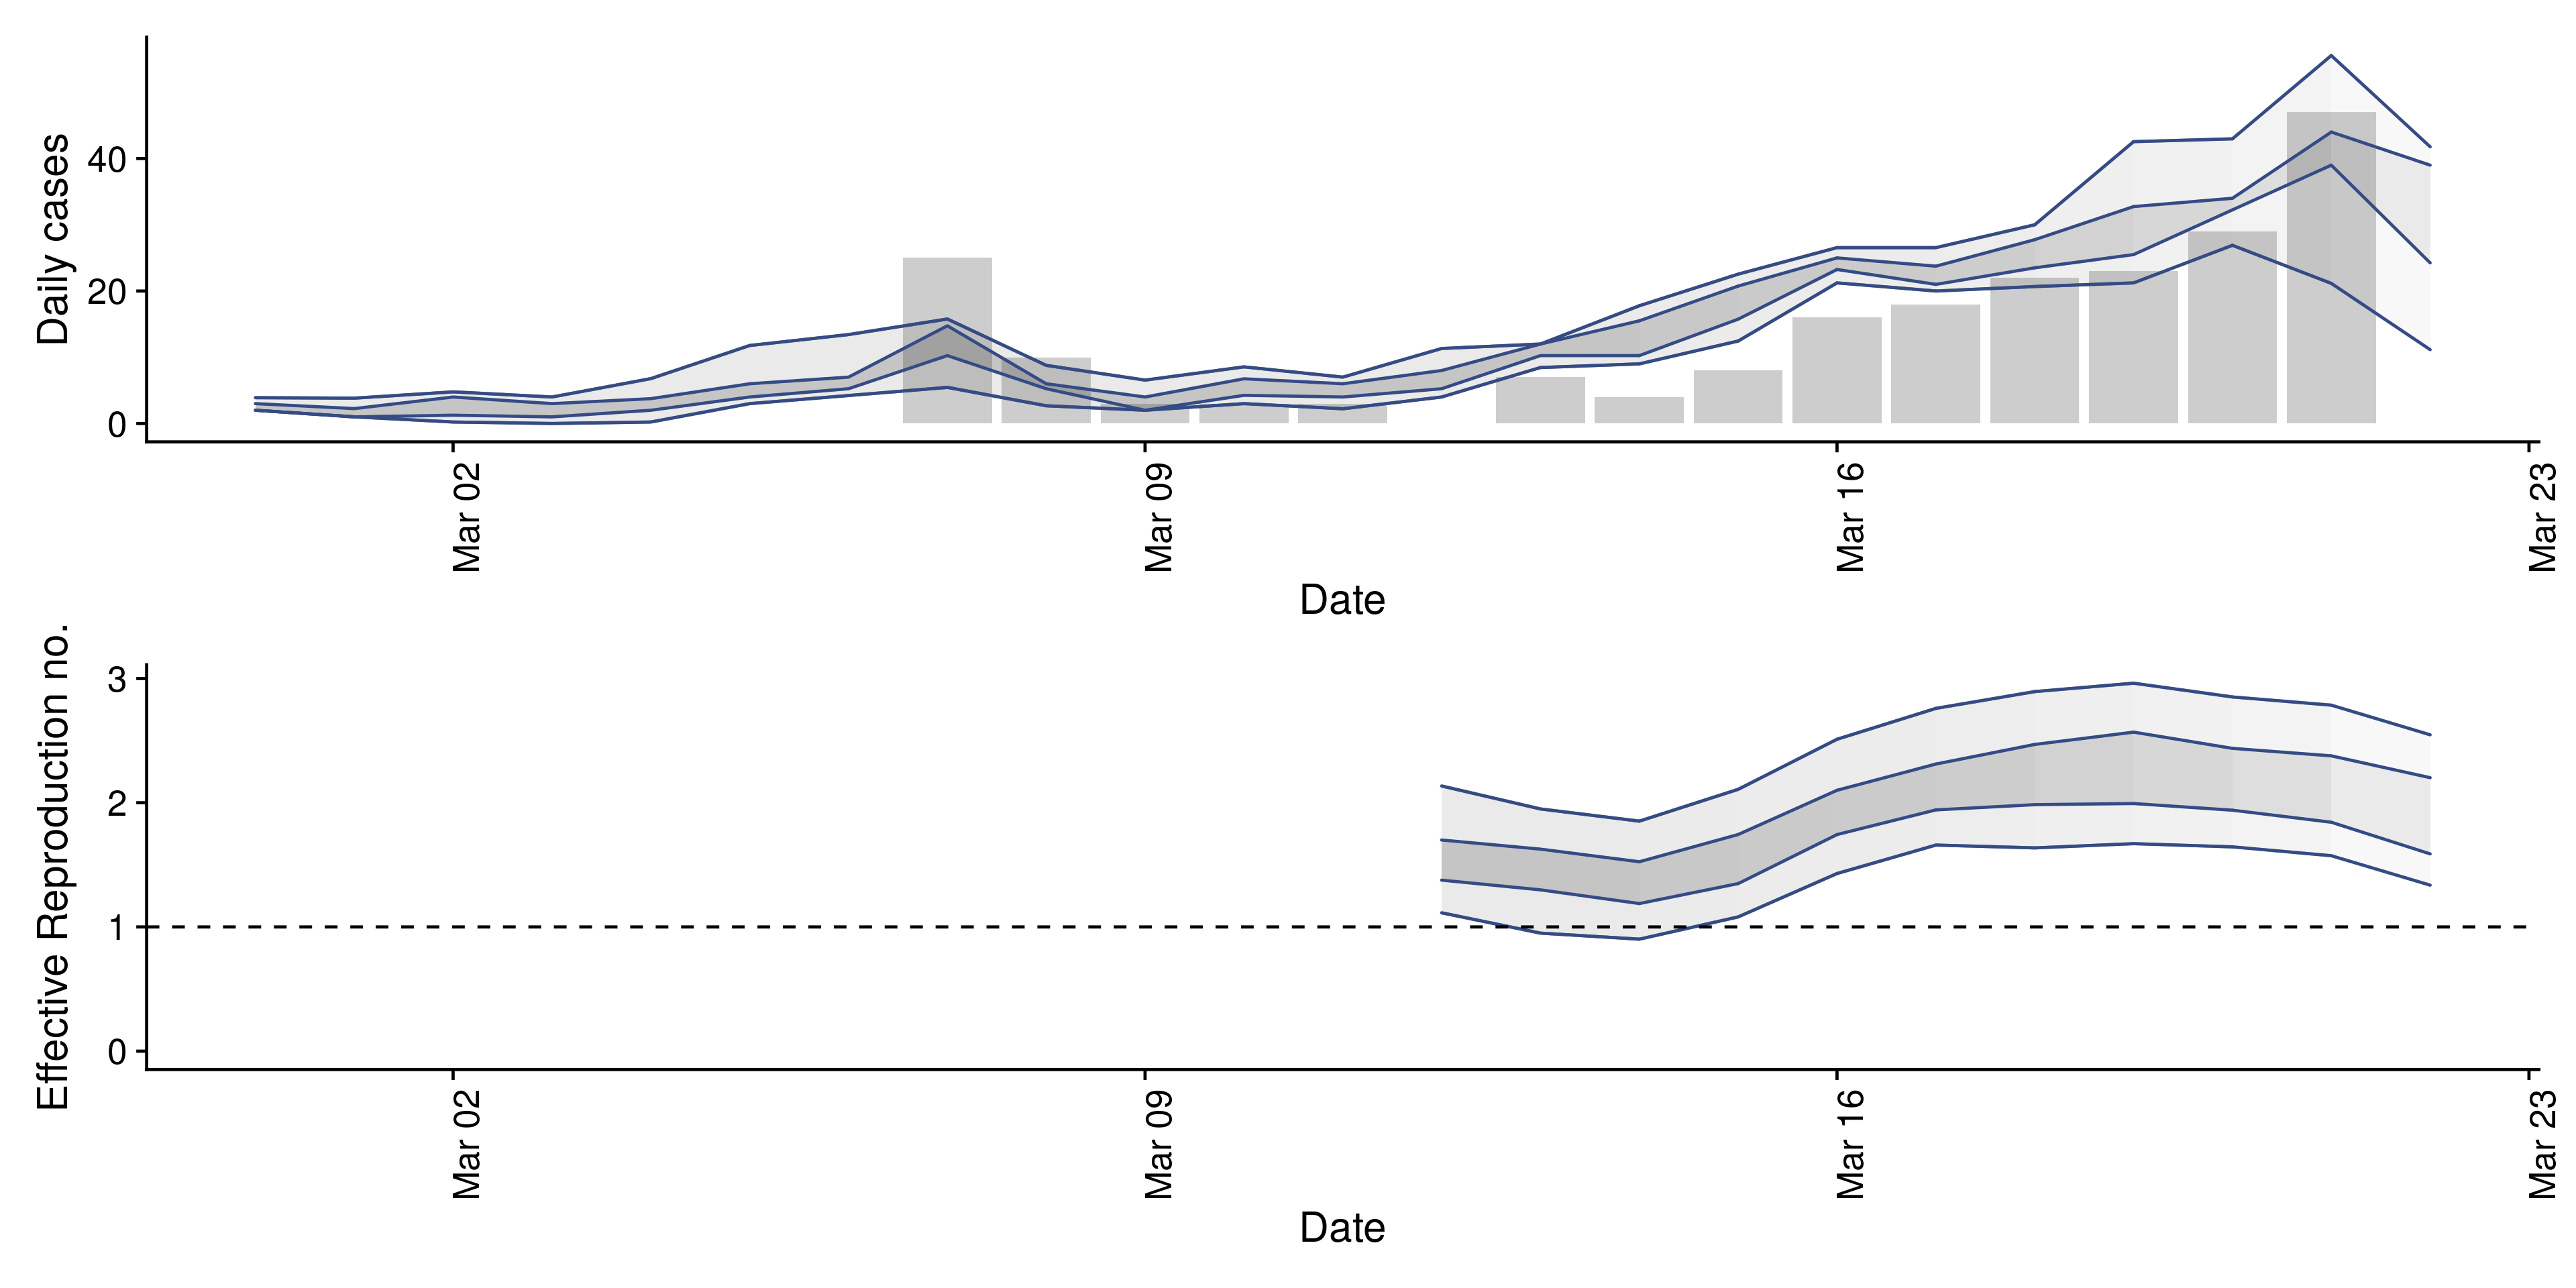 Daily cases
40
20
0
Mar 02
Mar 09
Mar 16
Mar 23
Date
Effective Reproduction no.
3
2
1
0
Mar 02
Mar 09
Mar 16
Mar 23
Date